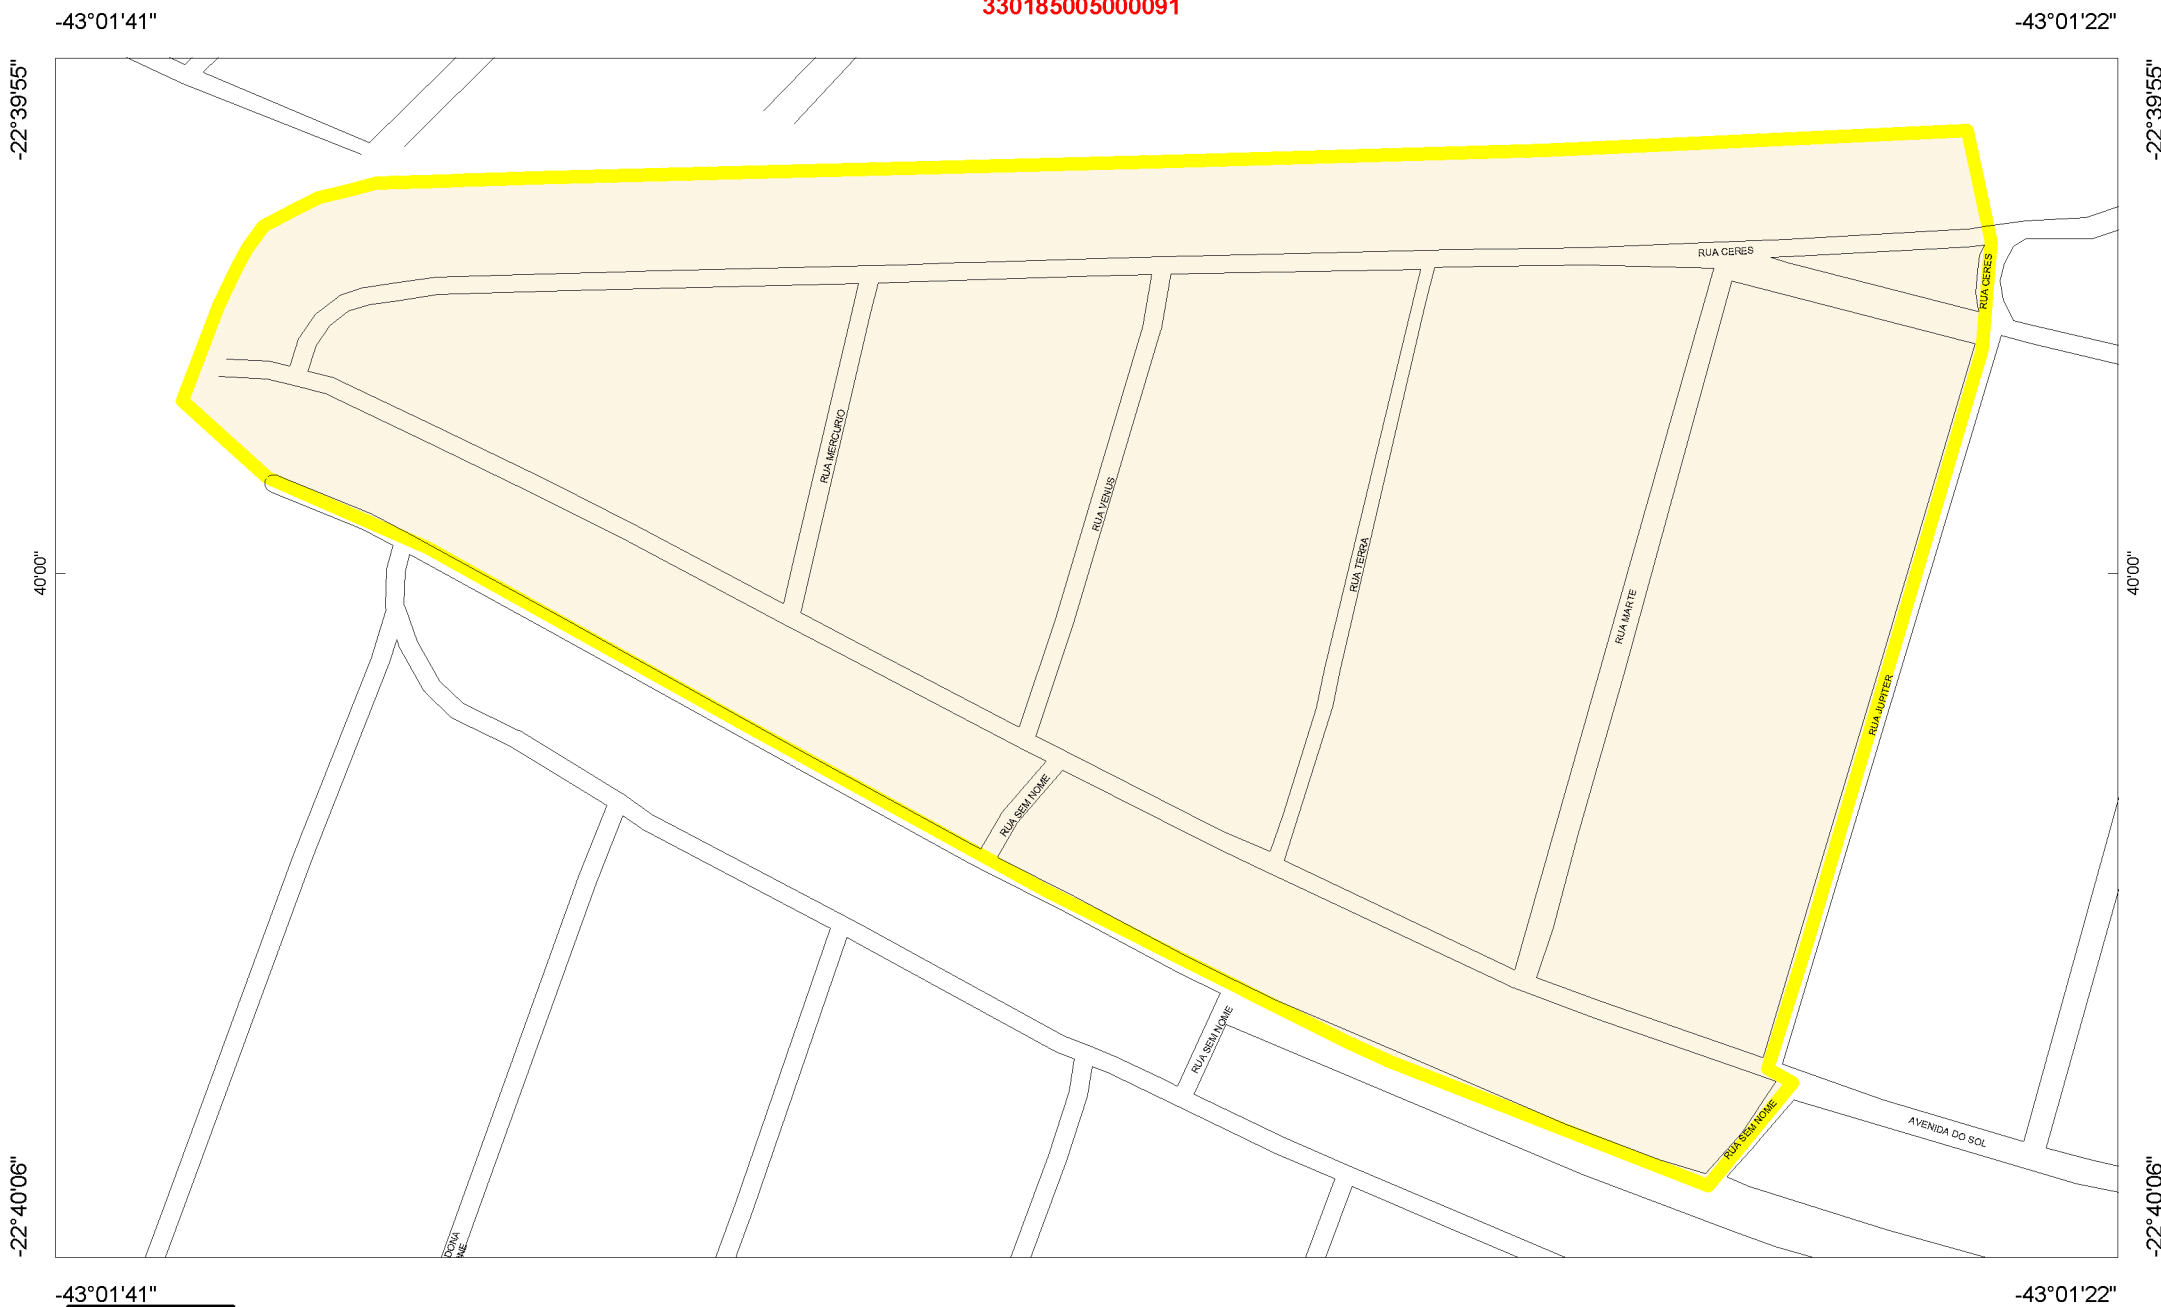 330185005000091
-43°01'41"
-43°01'22"
-22°39'55"
-22°39'55"
RUA CERES
RUA CERES
RUA MERCURIO
RUA VENUS
RUA TERRA
40'00"
40'00"
RUA MARTE
RUA JUPITER
RUA SEM NOME
RUA SEM NOME
RUA SEM NOME
AVENIDA DO SOL
-22°40'06"
-22°40'06"
DONA
-43°01'41"
-43°01'22"